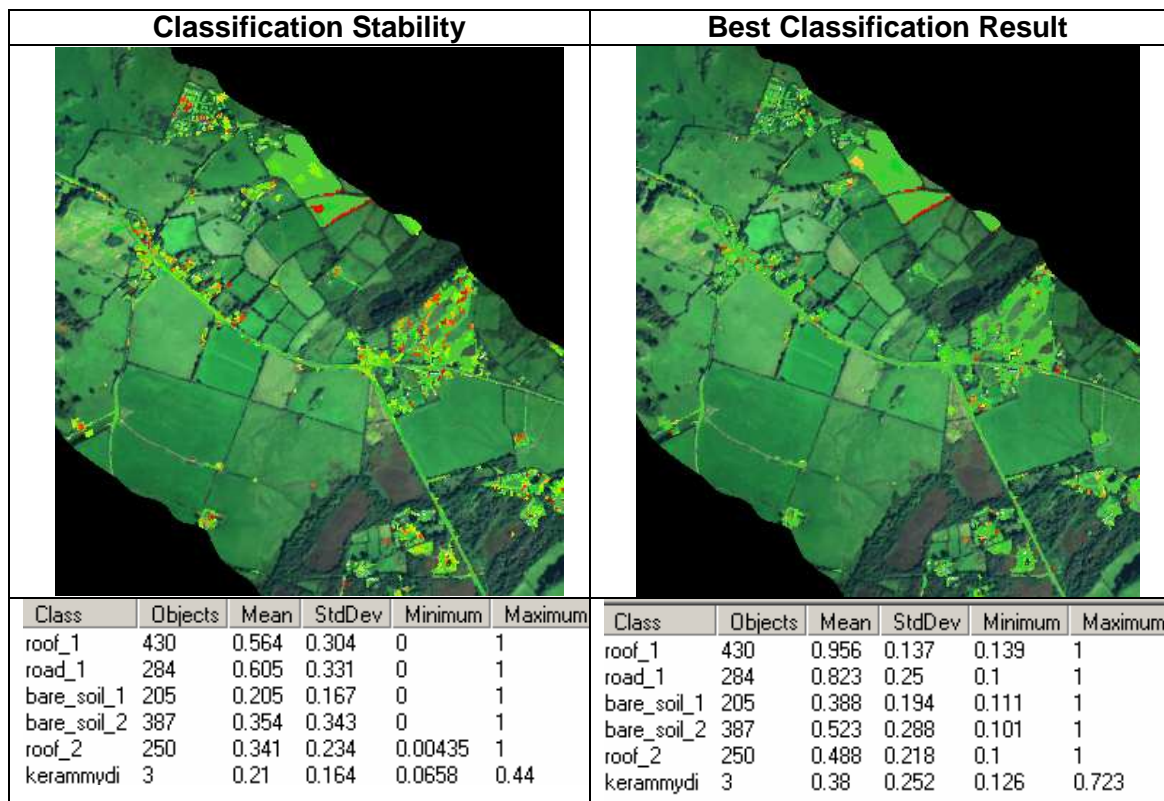 Classification Stability
Best Classification Result
Class Objects Mean StdDev Minimum Maximum
roof_1 430 0.564 0.304 0 1
road_1 284 0.605 0.331 0 1
bare_soil_1 205 0.205 0.167 0 1
bare_soil_2 387 0.354 0.343 0 1
roof_2 250 0.341 0.234 0.00435 1
kerammydi 3 0.21 0.164 0.0658 0.44
Class Objects Mean StdDev Minimum Maximum
roof_1 430 0.956 0.137 0.139 1
road_1 284 0.823 0.25 0.1 1
bare_soil_1 205 0.388 0.194 0.111 1
bare_soil_2 387 0.523 0.288 0.101 1
roof_2 250 0.488 0.218 0.1 1
kerammydi 3 0.38 0.252 0.126 0.723